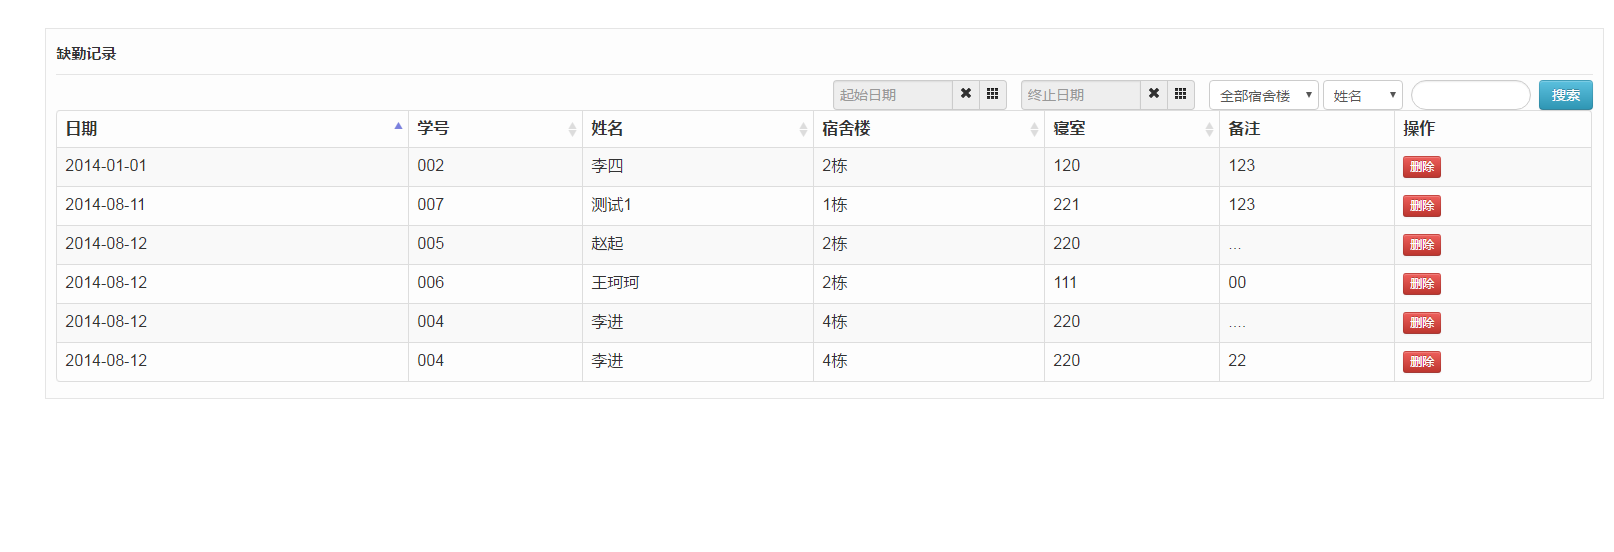 缺勤记录
起始日期 终止日期 全部宿舍楼 姓名 搜索
日期 学号 姓名 宿舍楼 寝室 备注 操作
2014-01-01 002 李四 2栋 120 123 删除
2014-08-11 007 测试1 1栋 221 123 删除
2014-08-12 005 赵起 2栋 220 ... 删除
2014-08-12 006 王珂珂 2栋 111 00 删除
2014-08-12 004 李进 4栋 220 .... 删除
2014-08-12 004 李进 4栋 220 22 删除